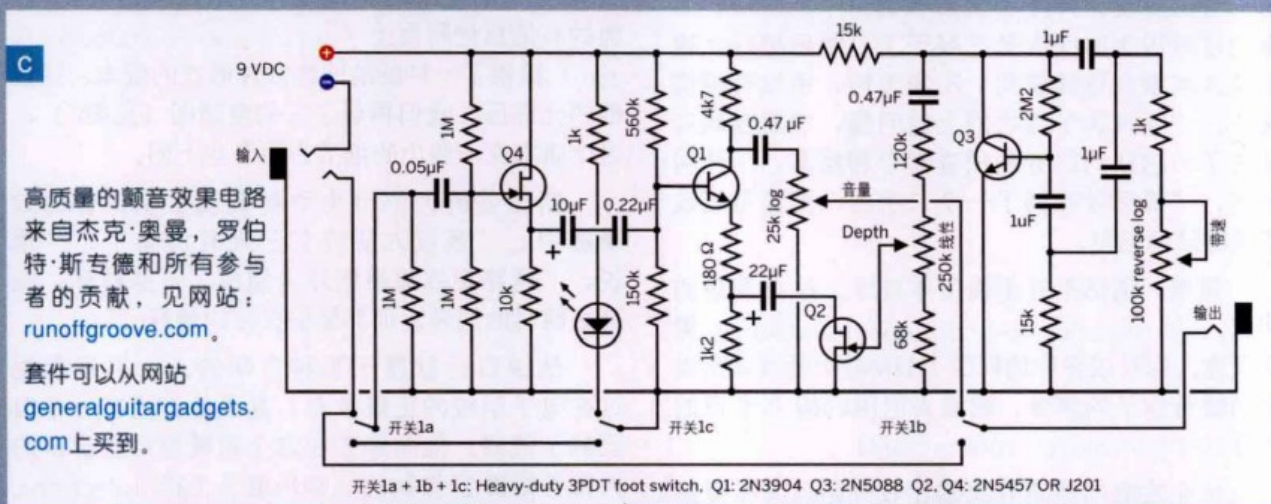 C
+
-
9 VDC
输入
高质量的颤音效果电路
来自杰克·奥曼，罗伯
特·斯专德和所有参与
者的贡献，见网站：
runoffgroove.com。
套件可以从网站
generalguitargadgets.
com上买到。
1M
1M
1M
0.05μF
Q4
10k
10μF
+
0.22μF
1k
560k
150k
Q1
4k7
0.47μF
180 Ω
1k2
22μF
+
25k log
音量
Q2
15k
0.47μF
120k
Depth
250k 线性
68k
Q3
2M2
1μF
1μF
1uF
15k
1k
100k reverse log
带速
输出
开关1a
开关1c
开关1b
开关1a + 1b + 1c: Heavy-duty 3PDT foot switch, Q1: 2N3904 Q3: 2N5088 Q2, Q4: 2N5457 OR J201